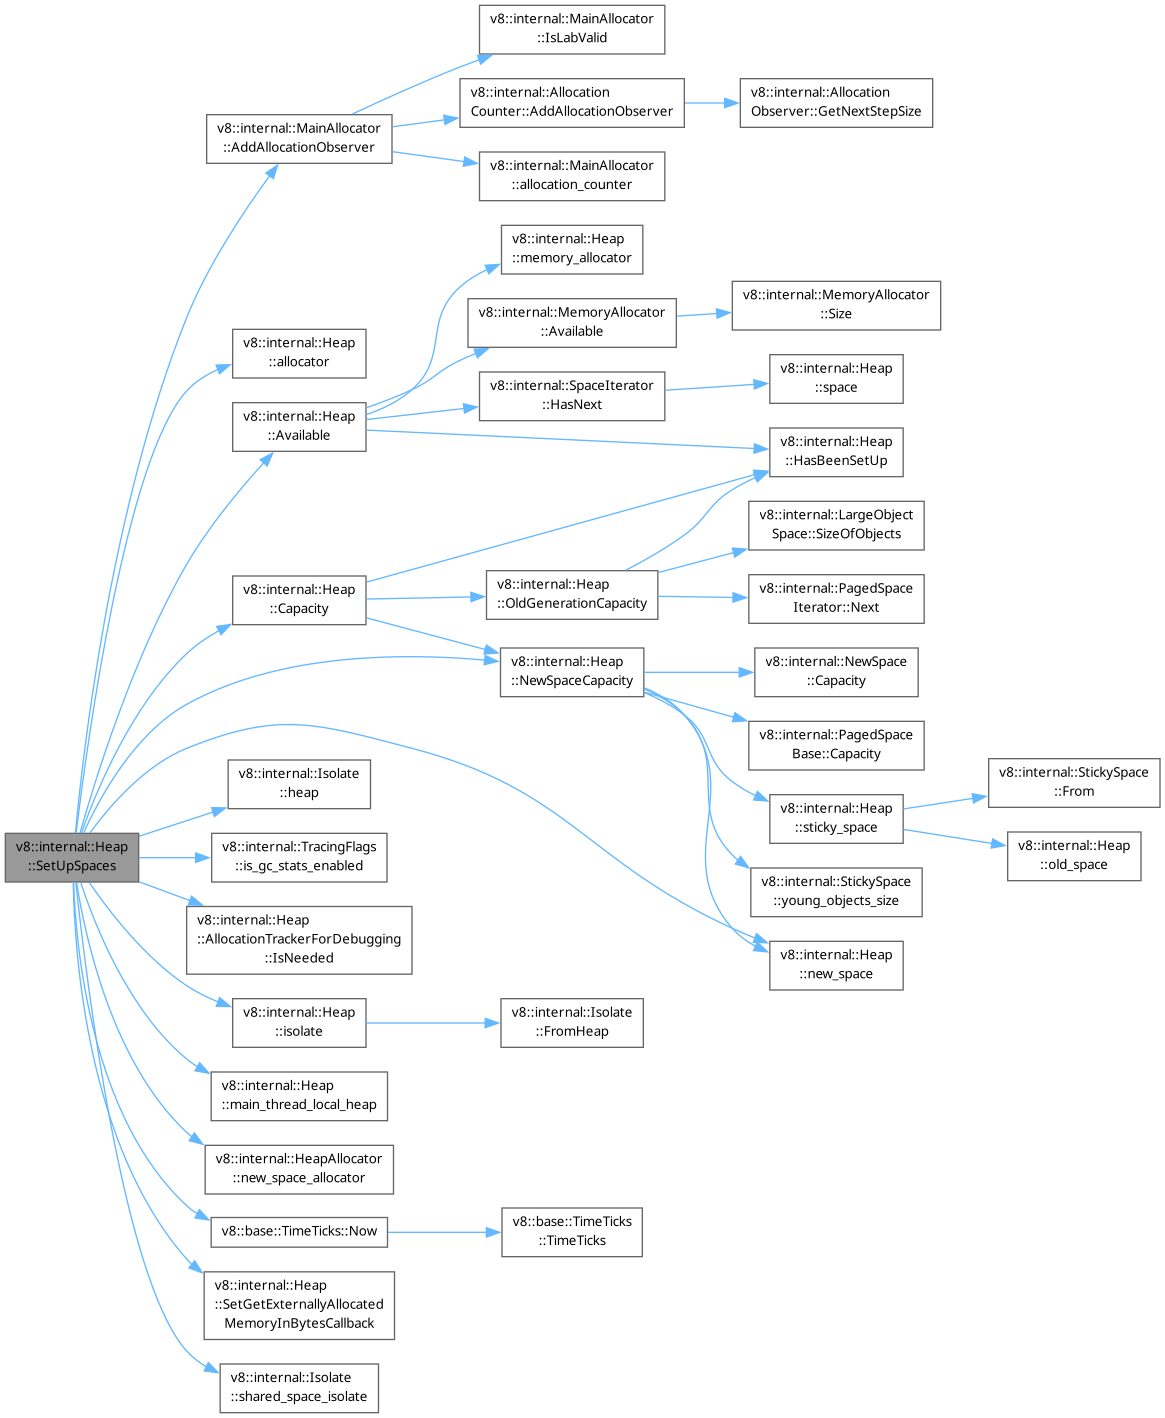 v8::internal::MainAllocator
::IsLabValid
v8::internal::Allocation
Counter::AddAllocationObserver
v8::internal::Allocation
Observer::GetNextStepSize
v8::internal::MainAllocator
::AddAllocationObserver
v8::internal::MainAllocator
::allocation_counter
v8::internal::Heap
::memory_allocator
v8::internal::MemoryAllocator
::Size
v8::internal::MemoryAllocator
::Available
v8::internal::Heap
::allocator
v8::internal::Heap
::space
v8::internal::SpaceIterator
::HasNext
v8::internal::Heap
::Available
v8::internal::Heap
::HasBeenSetUp
v8::internal::LargeObject
Space::SizeOfObjects
v8::internal::Heap
::OldGenerationCapacity
v8::internal::Heap
::Capacity
v8::internal::PagedSpace
Iterator::Next
v8::internal::Heap
::NewSpaceCapacity
v8::internal::NewSpace
::Capacity
v8::internal::PagedSpace
Base::Capacity
v8::internal::Isolate
::heap
v8::internal::StickySpace
::From
v8::internal::Heap
::sticky_space
v8::internal::Heap
::SetUpSpaces
v8::internal::TracingFlags
::is_gc_stats_enabled
v8::internal::Heap
::old_space
v8::internal::StickySpace
::young_objects_size
v8::internal::Heap
::AllocationTrackerForDebugging
::IsNeeded
v8::internal::Heap
::new_space
v8::internal::Heap
::isolate
v8::internal::Isolate
::FromHeap
v8::internal::Heap
::main_thread_local_heap
v8::internal::HeapAllocator
::new_space_allocator
v8::base::TimeTicks::Now
v8::base::TimeTicks
::TimeTicks
v8::internal::Heap
::SetGetExternallyAllocated
MemoryInBytesCallback
v8::internal::Isolate
::shared_space_isolate